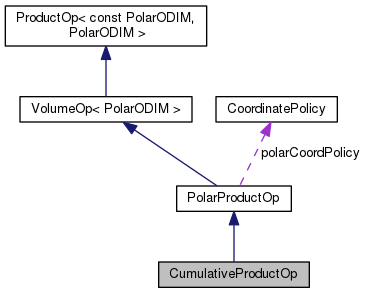 ProductOp< const PolarODIM,
PolarODIM >
VolumeOp< PolarODIM >
CoordinatePolicy
polarCoordPolicy
PolarProductOp
CumulativeProductOp